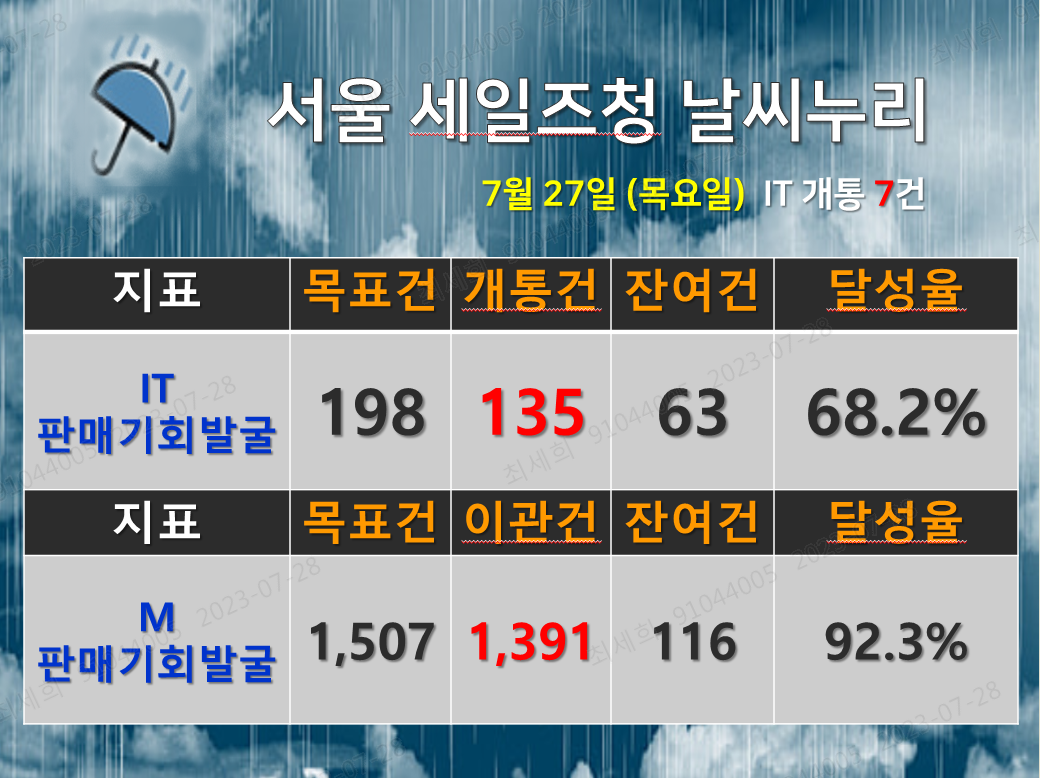 서울 세일즈청 날씨누리
7월 27일 (목요일) IT 개통 7건
지표 목표건 개통건 잔여건 달성율
IT
판매기회발굴 198 135 63 68.2%
지표 목표건 이관건 잔여건 달성율
M
판매기회발굴 1,507 1,391 116 92.3%
최세희 91044005 2023-07-28